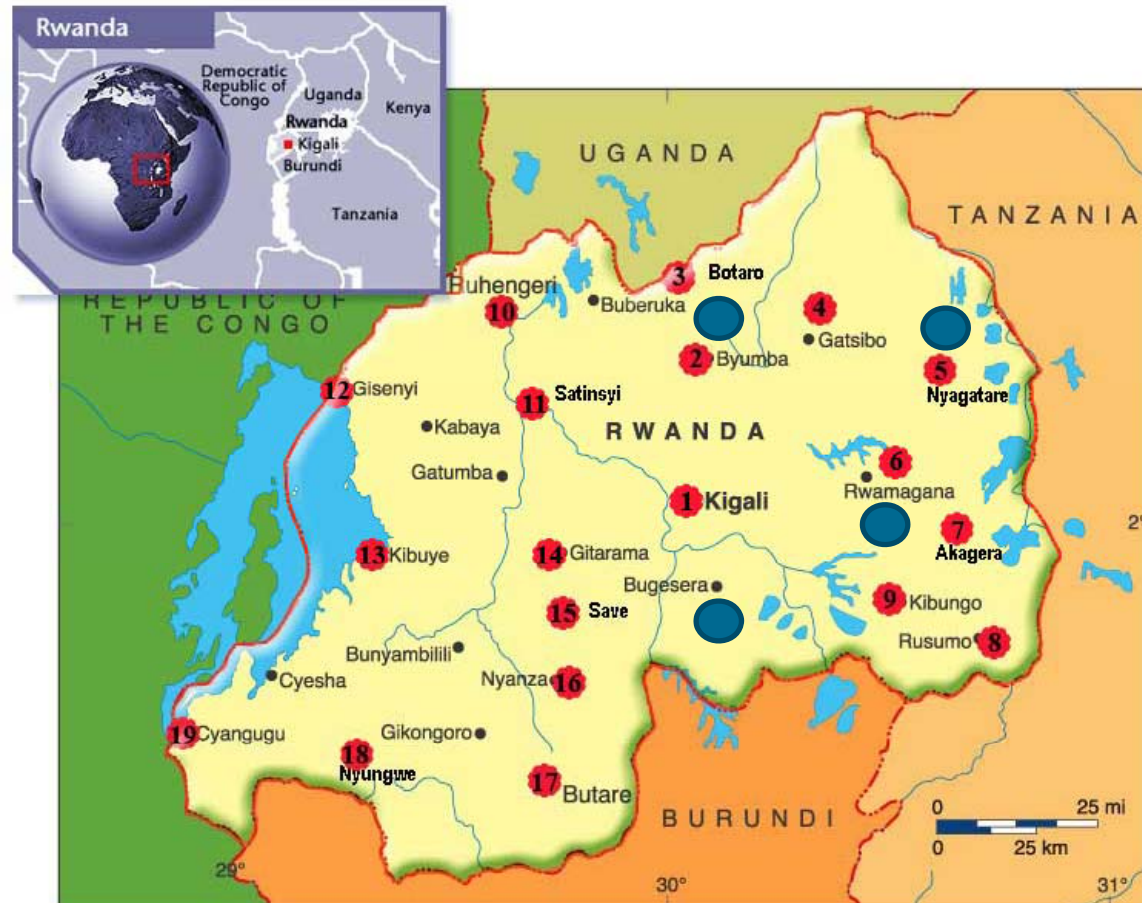 Rwanda
Democratic
Republic of
Congo
Uganda
Kenya
Rwanda
Kigali
Burundi
Tanzania
UGANDA
TANZANIA
REPUBLIC OF
THE CONGO
3
Botaro
Ruhengeri
10
Buberuka
4
Gatsibo
2
Byumba
5
Nyagatare
12
Gisenyi
11
Satinsyi
Kabaya
RWANDA
Gatumba
6
Rwamagana
1
Kigali
7
Akagera
2°
13
Kibuye
14
Gitarama
Bugesera
9
Kibungo
15
Save
Rusumo
8
Bunyambilili
Cyesha
Nyanza
16
19
Cyangugu
Gikongoro
18
Nyungwe
17
Butare
BURUNDI
0
25 mi
0
25 km
29°
30°
31°